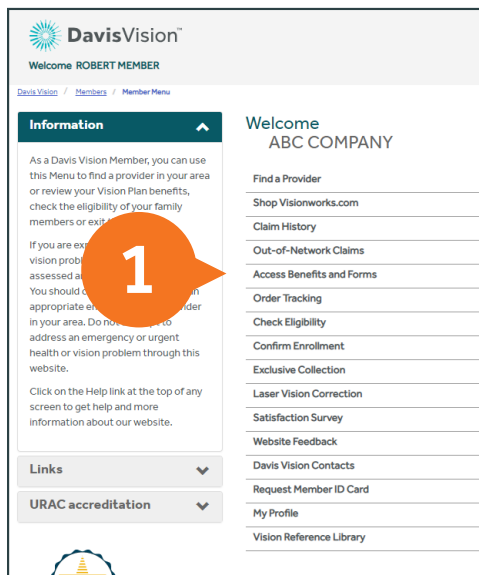 DavisVision™
Welcome ROBERT MEMBER
Davis Vision / Members / Member Menu
Information
As a Davis Vision Member, you can use
this Menu to find a provider in your area
or review your Vision Plan benefits,
check the eligibility of your family
members or exit
If you are
vision
assessed
You should
appropriate
in your area. Do not to
address an emergency or urgent
health or vision problem through this
website.
Click on the Help link at the top of any
screen to get help and more
information about our website.
Links
URAC accreditation
1
Welcome
ABC COMPANY
Find a Provider
Shop Visionworks.com
Claim History
Out-of-Network Claims
Access Benefits and Forms
Order Tracking
Check Eligibility
Confirm Enrollment
Exclusive Collection
Laser Vision Correction
Satisfaction Survey
Website Feedback
Davis Vision Contacts
Request Member ID Card
My Profile
Vision Reference Library